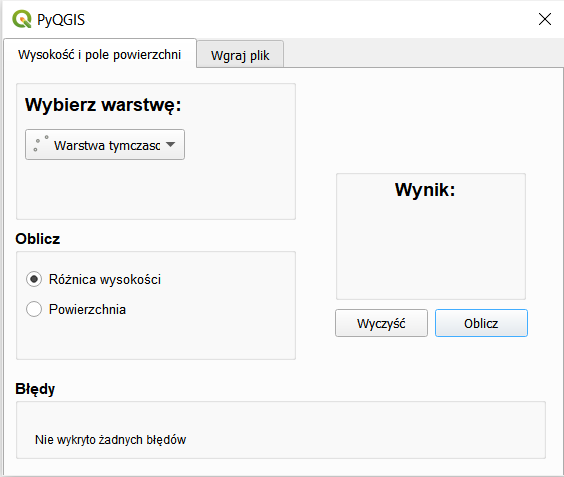 PyQGIS
Wysokość i pole powierzchni
Wgraj plik
Wybierz warstwę:
Warstwa tymczasc
Wynik:
Oblicz
Różnica wysokości
Powierzchnia
Wyczyść
Oblicz
Błędy
Nie wykryto żadnych błędów